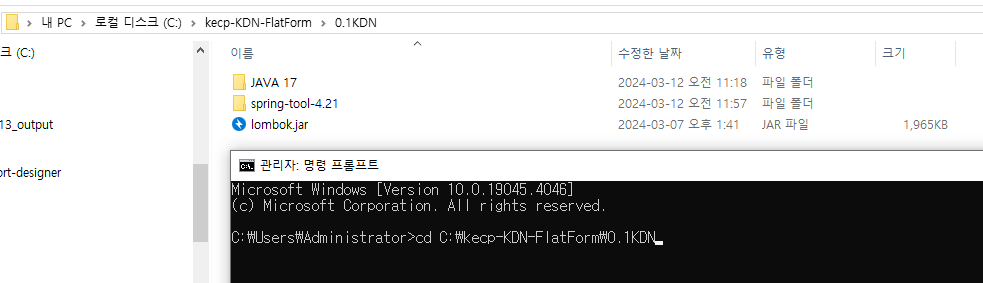 내 PC > 로컬 디스크 (C:) > kecp-KDN-FlatForm > 0.1KDN
크 (C:)
이름 수정한 날짜 유형 크기
JAVA 17 2024-03-12 오전 11:18 파일 폴더
spring-tool-4.21 2024-03-12 오전 11:57 파일 폴더
13_output
lombok.jar 2024-03-07 오후 1:41 JAR 파일 1,965KB
ort-designer
관리자: 명령 프롬프트
Microsoft Windows [Version 10.0.19045.4046]
(c) Microsoft Corporation. All rights reserved.
C:₩Users₩Administrator>cd C:₩kecp-KDN-FlatForm₩0.1KDN